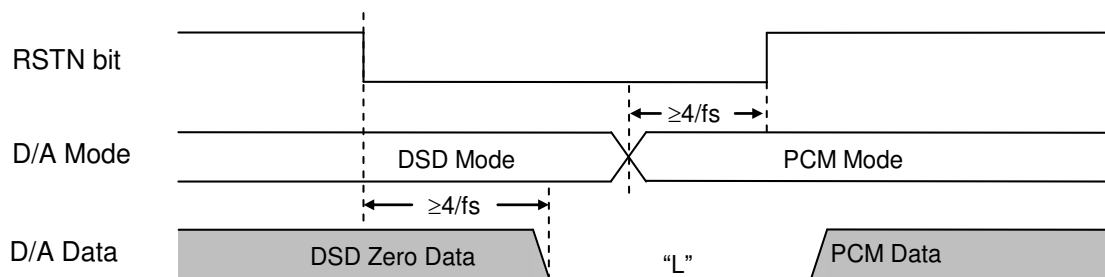 RSTN bit
≥4/fs
D/A Mode
DSD Mode
PCM Mode
≥4/fs
D/A Data
DSD Zero Data
“L”
PCM Data